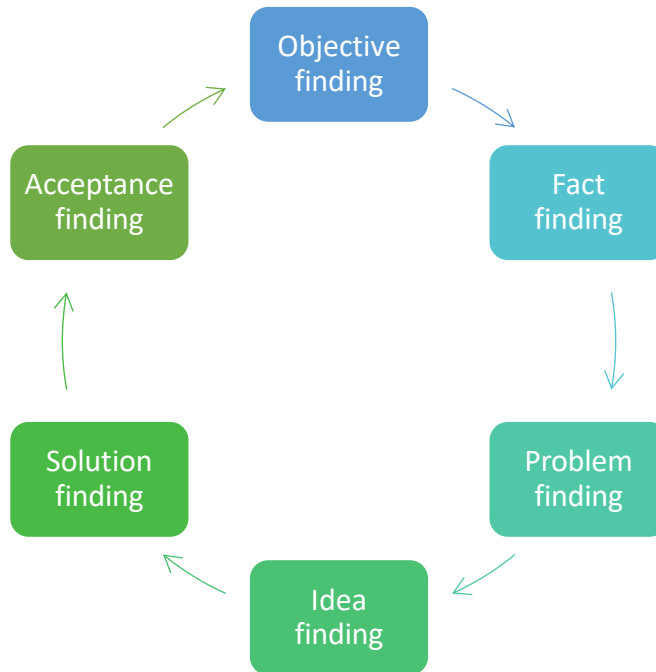 Objective
finding
Fact
finding
Problem
finding
Idea
finding
Solution
finding
Acceptance
finding